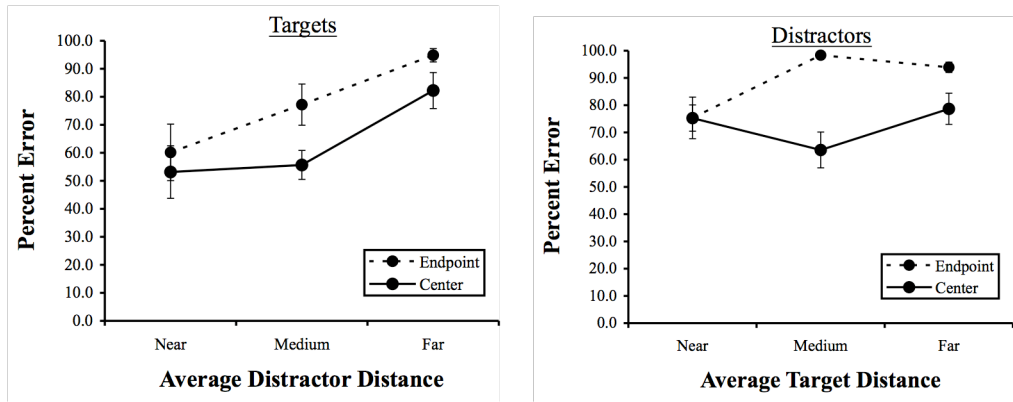 Targets
100.0
90.0
80.0
70.0
60.0
50.0
40.0
30.0
20.0
10.0
0.0
Percent Error
Endpoint
Center
Near Medium Far
Average Distractor Distance
Distractors
100.0
90.0
80.0
70.0
60.0
50.0
40.0
30.0
20.0
10.0
0.0
Percent Error
Endpoint
Center
Near Medium Far
Average Target Distance